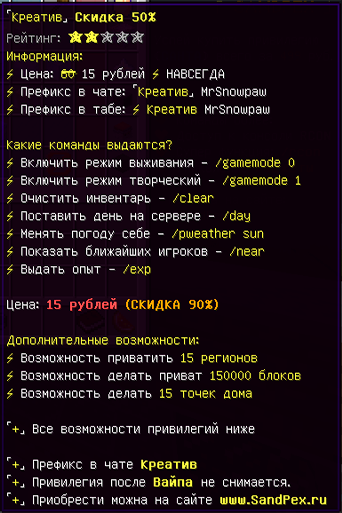 「Креатив」 Скидка 50%
Рейтинг: ★★☆☆☆
Информация:
⚡ Цена: 60 15 рублей ⚡ НАВСЕГДА
⚡ Префикс в чате: 「Креатив」 MrSnowpaw
⚡ Префикс в табе: ⚡ Креатив MrSnowpaw
Какие команды выдаются?
⚡ Включить режим выживания - /gamemode 0
⚡ Включить режим творческий - /gamemode 1
⚡ Очистить инвентарь - /clear
⚡ Поставить день на сервере - /day
⚡ Менять погоду себе - /pweather sun
⚡ Показать ближайших игроков - /near
⚡ Выдать опыт - /exp
Цена: 15 рублей (СКИДКА 90%)
Дополнительные возможности:
⚡ Возможность приватить 15 регионов
⚡ Возможность делать приват 150000 блоков
⚡ Возможность делать 15 точек дома
「+」 Все возможности привилегий ниже
「+」 Префикс в чате Креатив
「+」 Привилегия после Вайпа не снимается.
「+」 Приобрести можна на сайте www.SandPex.ru